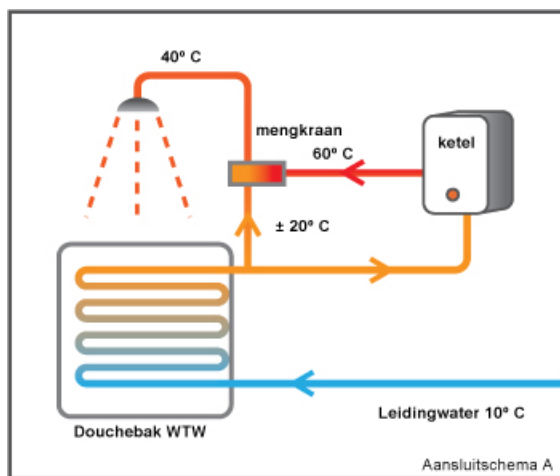 40º C
mengkraan
60º C
ketel
± 20º C
Leidingwater 10º C
Douchebak WTW
Aansluitschema A